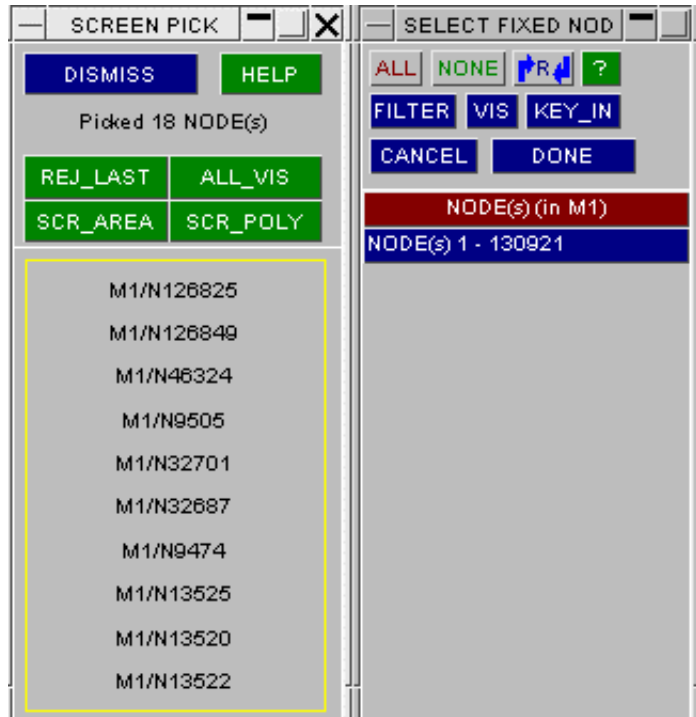 SCREEN PICK
DISMISS HELP
Picked 18 NODE(s)
REJ_LAST ALL_VIS
SCR_AREA SCR_POLY
M1/N126825
M1/N126849
M1/N46324
M1/N9505
M1/N32701
M1/N32687
M1/N9474
M1/N13525
M1/N13520
M1/N13522
SELECT FIXED NOD
ALL NONE R ?
FILTER VIS KEY_IN
CANCEL DONE
NODE(s) (in M1)
NODE(s) 1 - 130921